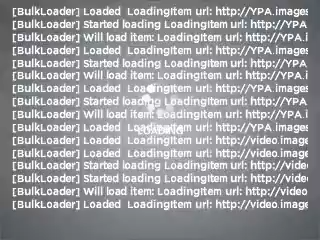 [BulkLoader] Loaded LoadingItem url: http://YPA.images
[BulkLoader] Started loading LoadingItem url: http://YPA
[BulkLoader] Will load item: LoadingItem url: http://YPA.i
[BulkLoader] Loaded LoadingItem url: http://YPA.images
[BulkLoader] Started loading LoadingItem url: http://YPA
[BulkLoader] Will load item: LoadingItem url: http://YPA.i
[BulkLoader] Loaded LoadingItem url: http://YPA.images
[BulkLoader] Started loading LoadingItem url: http://YPA
[BulkLoader] Will load item: LoadingItem url: http://YPA.i
[BulkLoader] Loaded LoadingItem url: http://YPA.images
LOADING
[BulkLoader] Loaded LoadingItem url: http://video.image
[BulkLoader] Loaded LoadingItem url: http://video.image
[BulkLoader] Started loading LoadingItem url: http://vide
[BulkLoader] Started loading LoadingItem url: http://vide
[BulkLoader] Will load item: LoadingItem url: http://video
[BulkLoader] Loaded LoadingItem url: http://video.image